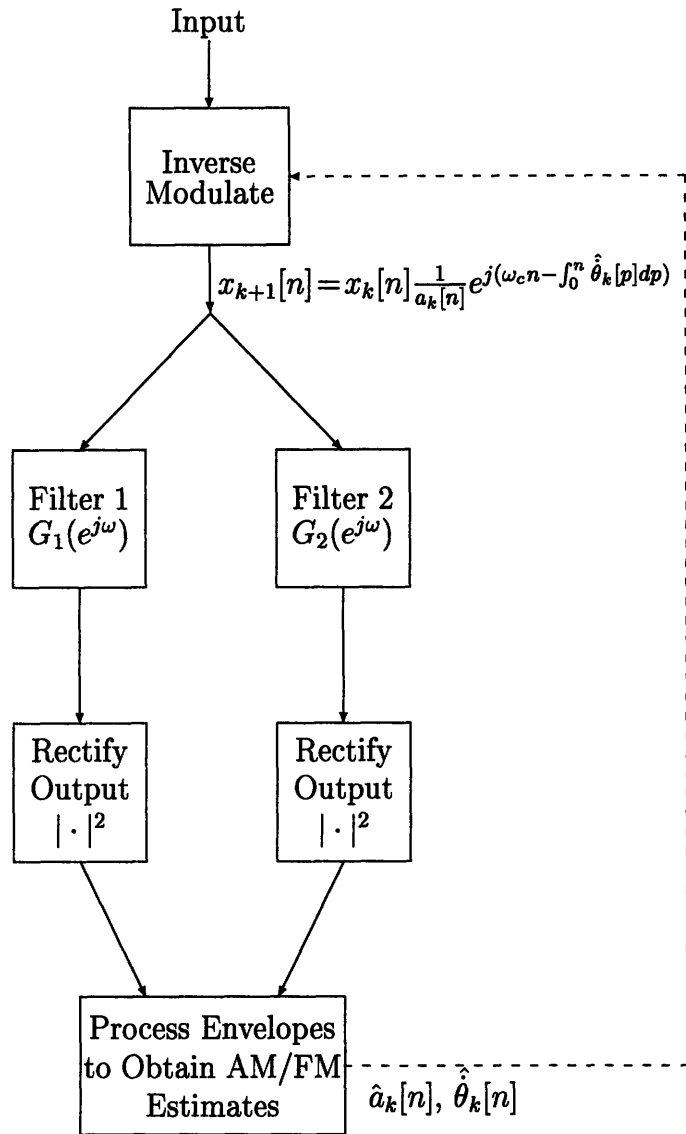 Input
Inverse
Modulate
x_{k+1}[n] = x_k[n] \frac{1}{a_k[n]} e^{j(\omega_c n - \int_0^n \hat{\dot{\theta}}_k[p]dp)}
Filter 1
G_1(e^{j\omega})
Filter 2
G_2(e^{j\omega})
Rectify
Output
| · |^2
Rectify
Output
| · |^2
Process Envelopes
to Obtain AM/FM
Estimates
\hat{a}_k[n], \hat{\dot{\theta}}_k[n]